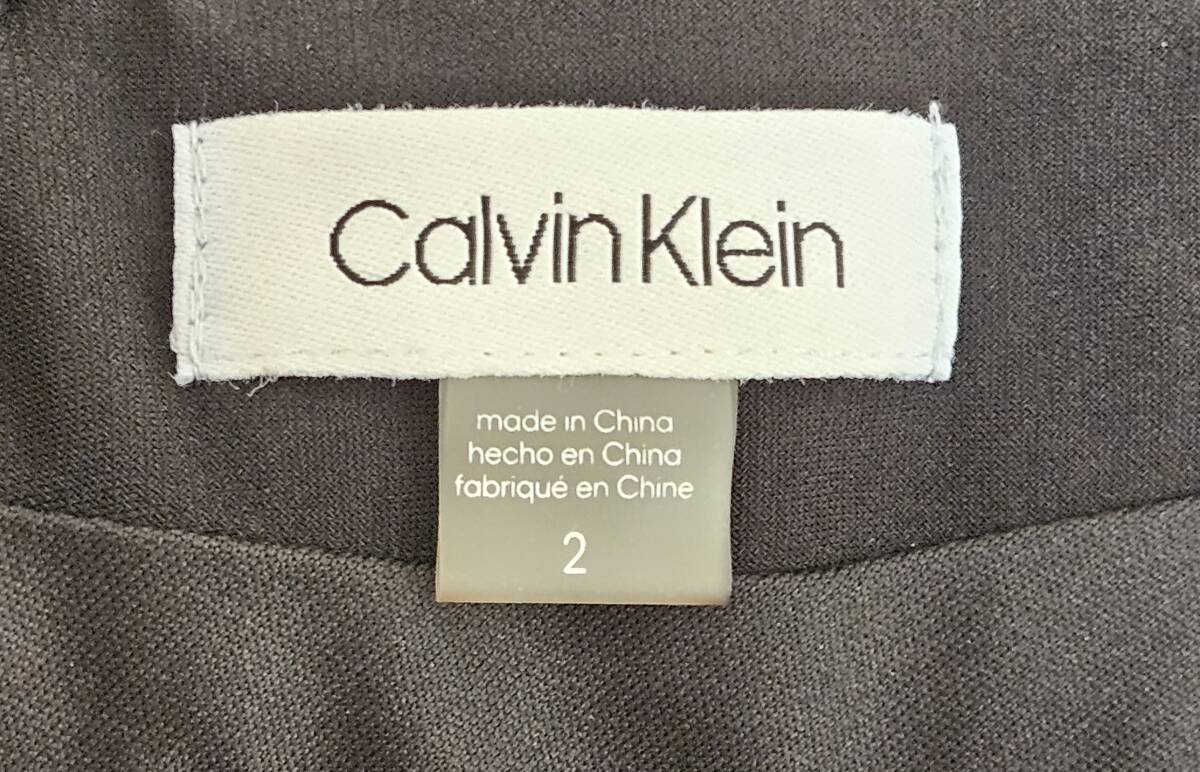 Calvin Klein
made in China
hecho en China
fabriqué en Chine
2